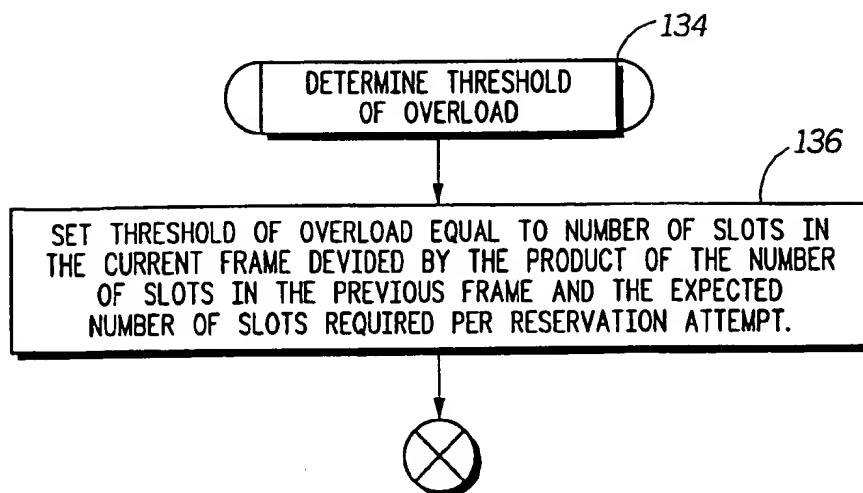 134
DETERMINE THRESHOLD
OF OVERLOAD
136
SET THRESHOLD OF OVERLOAD EQUAL TO NUMBER OF SLOTS IN
THE CURRENT FRAME DEVIDED BY THE PRODUCT OF THE NUMBER
OF SLOTS IN THE PREVIOUS FRAME AND THE EXPECTED
NUMBER OF SLOTS REQUIRED PER RESERVATION ATTEMPT.